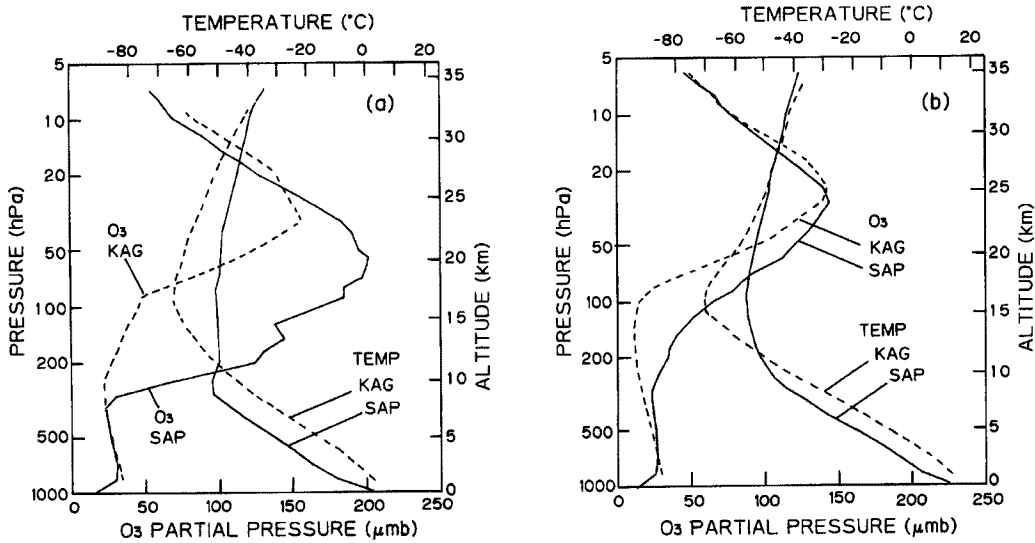 TEMPERATURE (°C)
-80 -60 -40 -20 0 20
5
10
20
50
100
200
500
1000
PRESSURE (hPa)
(a)
O3
KAG
TEMP
KAG
SAP
O3
SAP
35
30
25
20
15
10
5
0
ALTITUDE (km)
0 50 100 150 200 250
O3 PARTIAL PRESSURE (μmb)
TEMPERATURE (°C)
-80 -60 -40 -20 0 20
5
10
20
50
100
200
500
1000
PRESSURE (hPa)
(b)
O3
KAG
SAP
TEMP
KAG
SAP
35
30
25
20
15
10
5
0
ALTITUDE (km)
0 50 100 150 200 250
O3 PARTIAL PRESSURE (μmb)